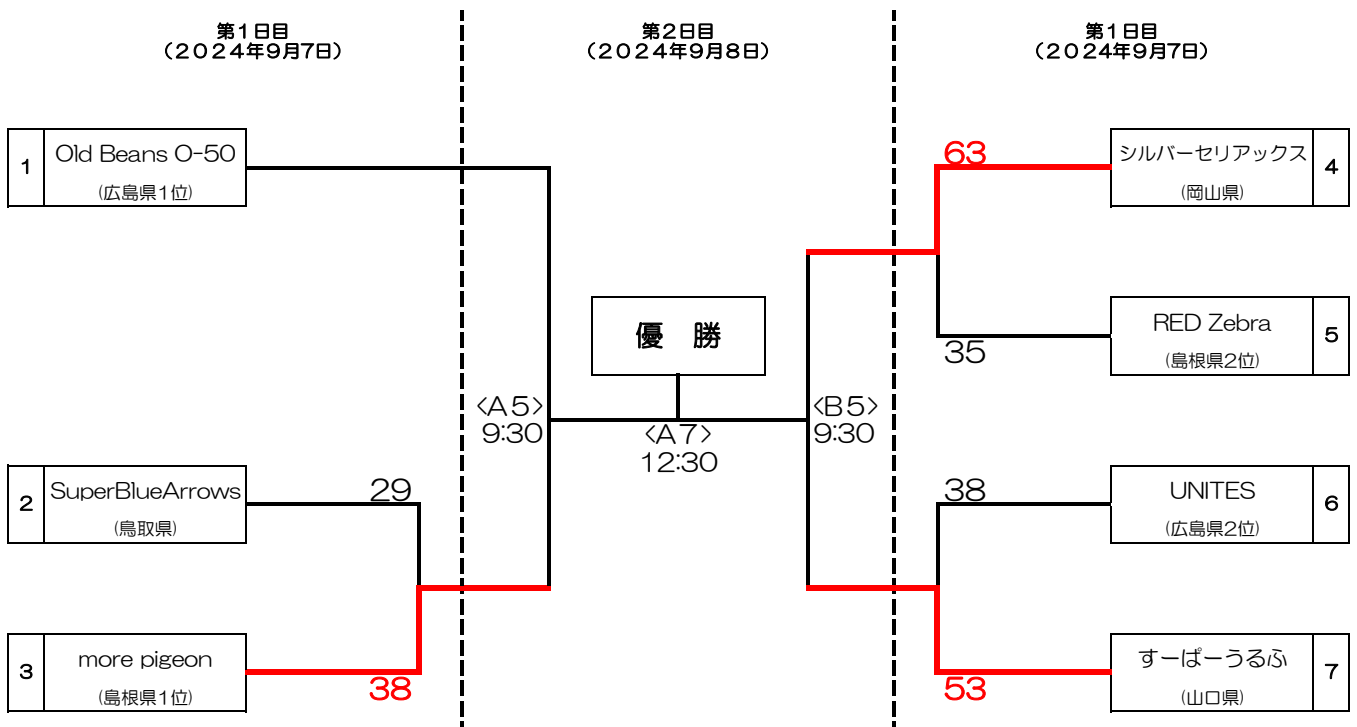 第1日目
（2024年9月7日）
第2日目
（2024年9月8日）
第1日目
（2024年9月7日）
1
Old Beans O-50
(広島県1位)
63
シルバーセリアックス
(岡山県)
4
優　勝
35
RED Zebra
(島根県2位)
5
<A5>
9:30
<A7>
12:30
<B5>
9:30
2
SuperBlueArrows
(鳥取県)
29
38
UNITES
(広島県2位)
6
3
more pigeon
(島根県1位)
38
53
すーぱーうるふ
(山口県)
7